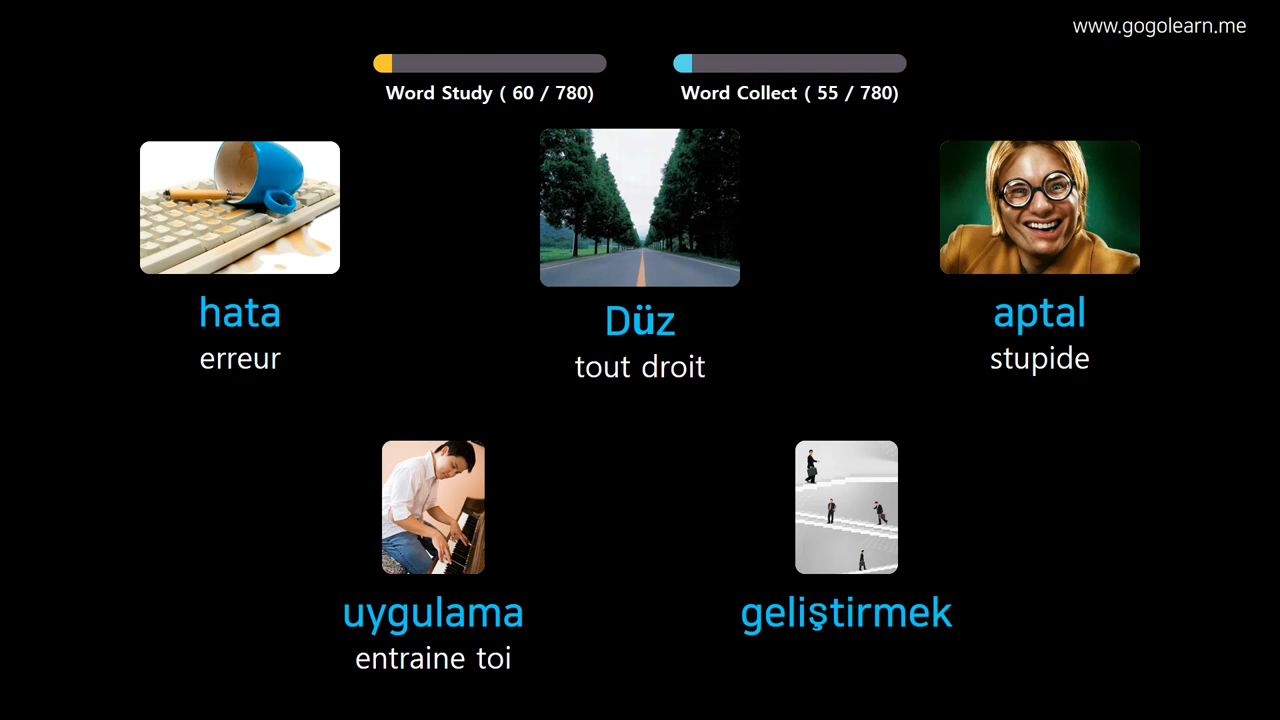 www.gogolearn.me
Word Study ( 60 / 780)
Word Collect ( 55 / 780)
hata
erreur
Düz
tout droit
aptal
stupide
uygulama
entraine toi
geliştirmek